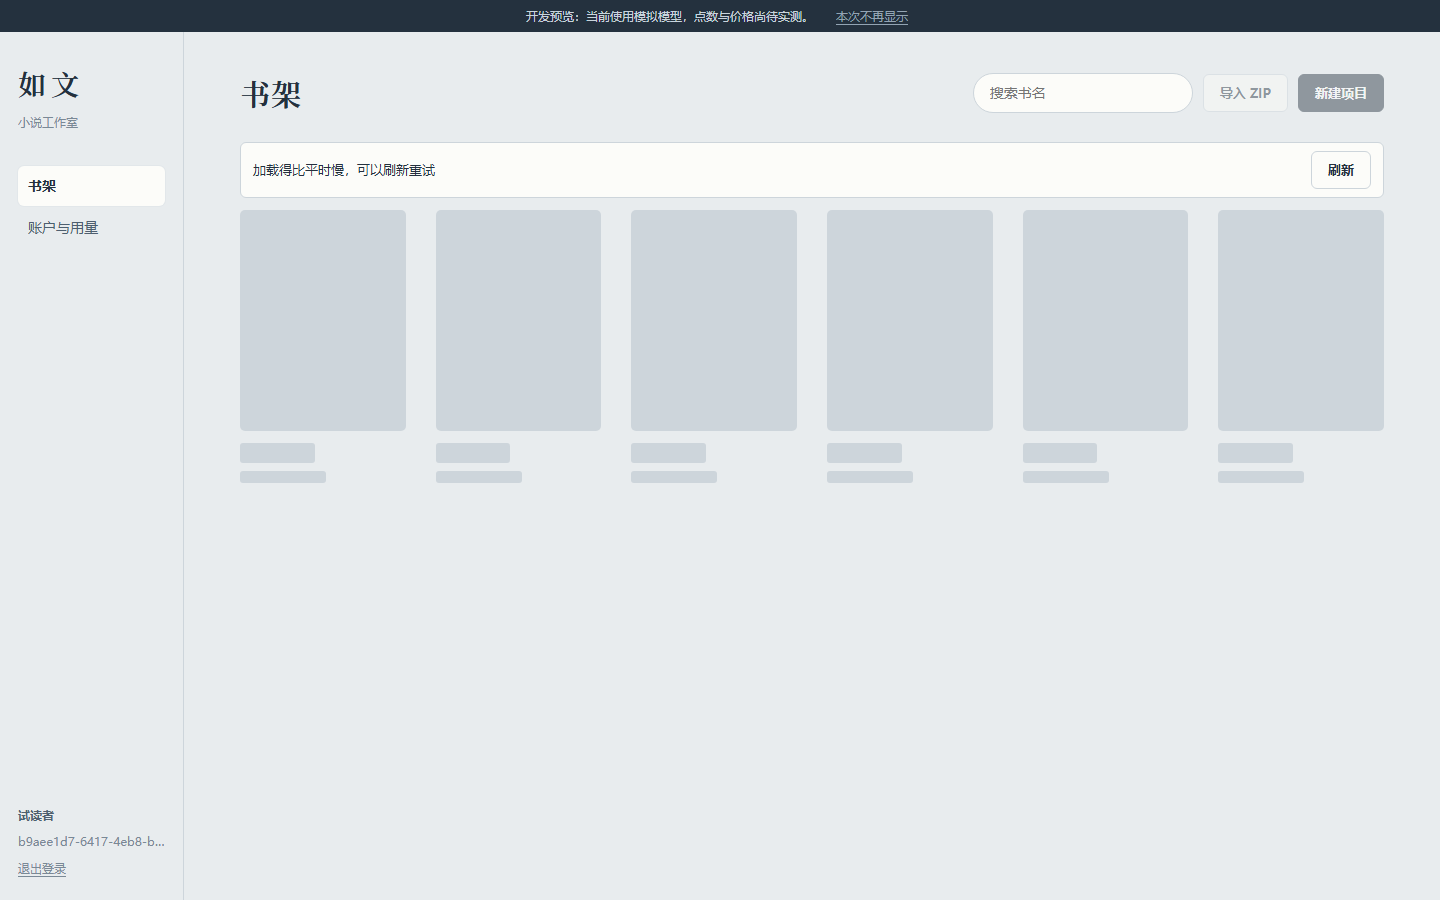 开发预览：当前使用模拟模型，点数与价格尚待实测。 本次不再显示
如文
小说工作室
书架
账户与用量
书架
搜索书名
导入 ZIP
新建项目
加载得比平时慢，可以刷新重试
刷新
试读者
b9aee1d7-6417-4eb8-b...
退出登录